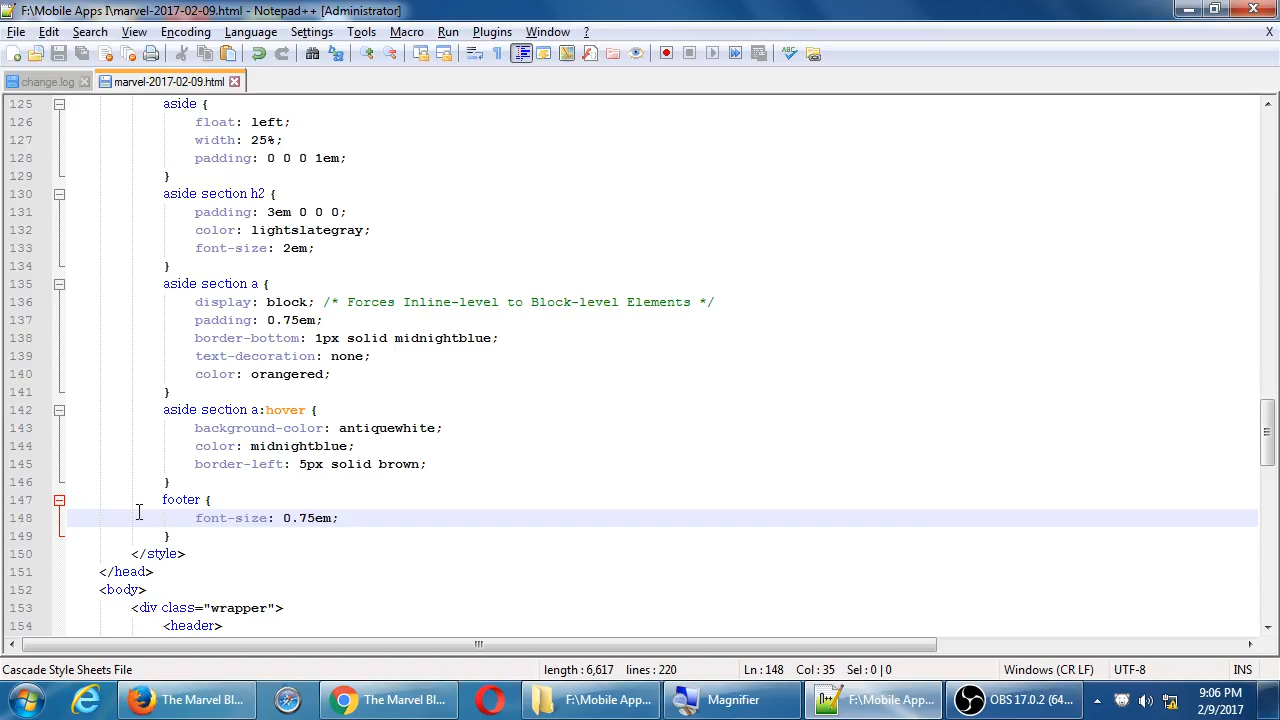 F:\Mobile Apps I\marvel-2017-02-09.html - Notepad++ [Administrator]
File Edit Search View Encoding Language Settings Tools Macro Run Plugins Window ? X
change.log marvel-2017-02-09.html
125 aside {
126 float: left;
127 width: 25%;
128 padding: 0 0 0 1em;
129 }
130 aside section h2 {
131 padding: 3em 0 0 0;
132 color: lightslategray;
133 font-size: 2em;
134 }
135 aside section a {
136 display: block; /* Forces Inline-level to Block-level Elements */
137 padding: 0.75em;
138 border-bottom: 1px solid midnightblue;
139 text-decoration: none;
140 color: orangered;
141 }
142 aside section a:hover {
143 background-color: antiquewhite;
144 color: midnightblue;
145 border-left: 5px solid brown;
146 }
147 footer {
148 font-size: 0.75em;
149 }
150 </style>
151 </head>
152 <body>
153 <div class="wrapper">
154 <header>
Cascade Style Sheets File length : 6,617 lines : 220 Ln : 148 Col : 35 Sel : 0 | 0 Windows (CR LF) UTF-8 INS
The Marvel Bl... The Marvel Bl... F:\Mobile App... Magnifier F:\Mobile App... OBS 17.0.2 (64... 9:06 PM
2/9/2017